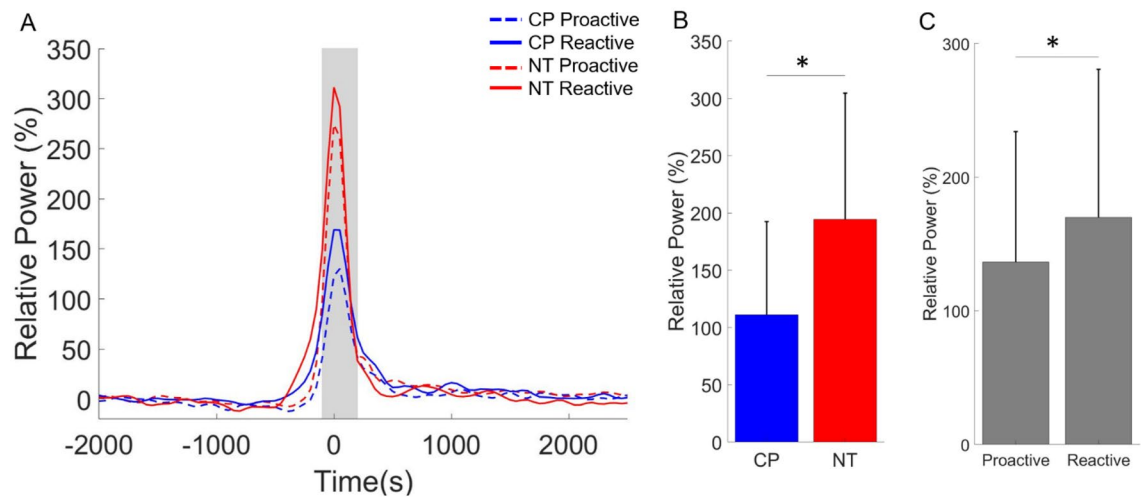 A
CP Proactive
CP Reactive
NT Proactive
NT Reactive
Relative Power (%)
350
300
250
200
150
100
50
0
-2000
-1000
0
1000
2000
Time(s)
B
Relative Power (%)
350
300
250
200
150
100
50
0
*
CP
NT
C
Relative Power (%)
300
200
100
0
*
Proactive
Reactive